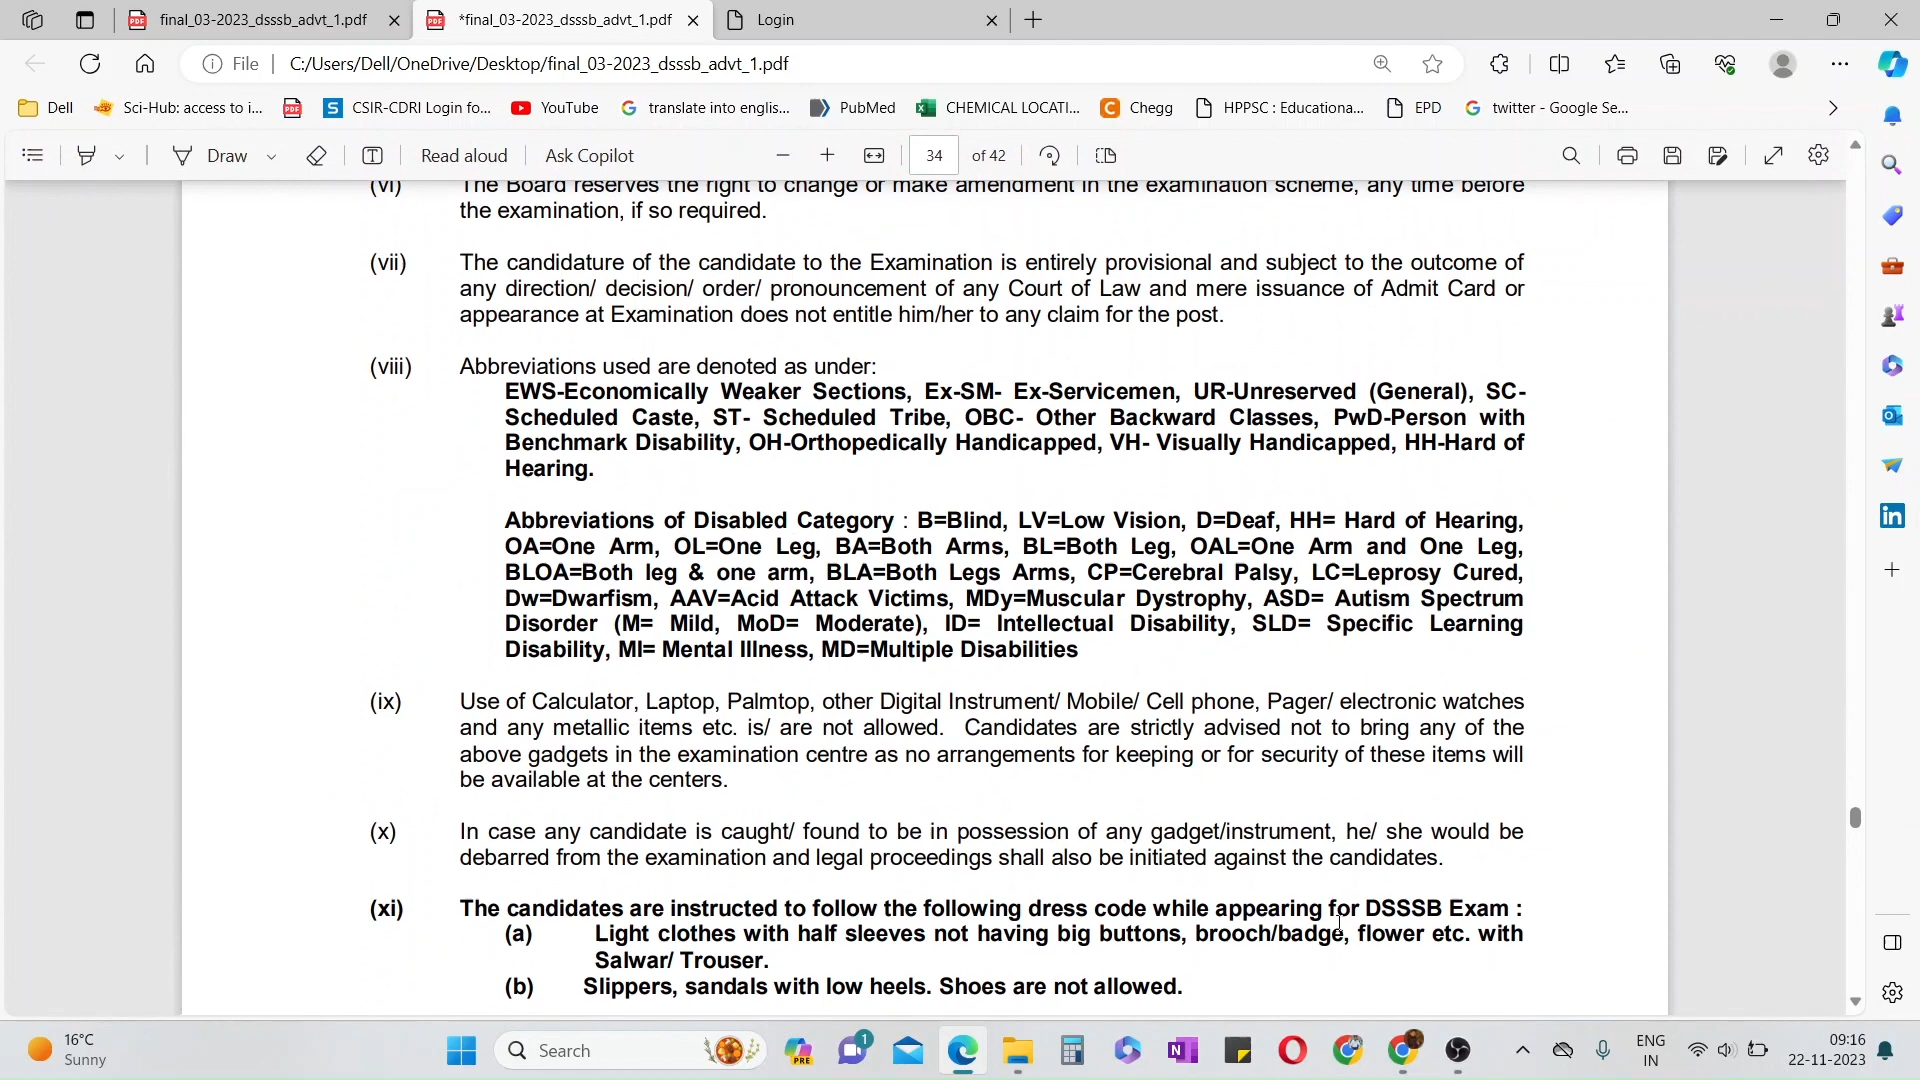 final_03-2023_dsssb_advt_1.pdf
*final_03-2023_dsssb_advt_1.pdf
Login
File
C:/Users/Dell/OneDrive/Desktop/final_03-2023_dsssb_advt_1.pdf
Dell
Sci-Hub: access to i...
CSIR-CDRI Login fo...
YouTube
translate into englis...
PubMed
CHEMICAL LOCATI...
Chegg
HPPSC : Educationa...
EPD
twitter - Google Se...
Draw
Read aloud
Ask Copilot
34 of 42
(vi) The Board reserves the right to change or make amendment in the examination scheme, any time before
the examination, if so required.
(vii) The candidature of the candidate to the Examination is entirely provisional and subject to the outcome of
any direction/ decision/ order/ pronouncement of any Court of Law and mere issuance of Admit Card or
appearance at Examination does not entitle him/her to any claim for the post.
(viii) Abbreviations used are denoted as under:
EWS-Economically Weaker Sections, Ex-SM- Ex-Servicemen, UR-Unreserved (General), SC-
Scheduled Caste, ST- Scheduled Tribe, OBC- Other Backward Classes, PwD-Person with
Benchmark Disability, OH-Orthopedically Handicapped, VH- Visually Handicapped, HH-Hard of
Hearing.
Abbreviations of Disabled Category : B=Blind, LV=Low Vision, D=Deaf, HH= Hard of Hearing,
OA=One Arm, OL=One Leg, BA=Both Arms, BL=Both Leg, OAL=One Arm and One Leg,
BLOA=Both leg & one arm, BLA=Both Legs Arms, CP=Cerebral Palsy, LC=Leprosy Cured,
Dw=Dwarfism, AAV=Acid Attack Victims, MDy=Muscular Dystrophy, ASD= Autism Spectrum
Disorder (M= Mild, MoD= Moderate), ID= Intellectual Disability, SLD= Specific Learning
Disability, MI= Mental Illness, MD=Multiple Disabilities
(ix) Use of Calculator, Laptop, Palmtop, other Digital Instrument/ Mobile/ Cell phone, Pager/ electronic watches
and any metallic items etc. is/ are not allowed. Candidates are strictly advised not to bring any of the
above gadgets in the examination centre as no arrangements for keeping or for security of these items will
be available at the centers.
(x) In case any candidate is caught/ found to be in possession of any gadget/instrument, he/ she would be
debarred from the examination and legal proceedings shall also be initiated against the candidates.
(xi) The candidates are instructed to follow the following dress code while appearing for DSSSB Exam :
(a) Light clothes with half sleeves not having big buttons, brooch/badge, flower etc. with
Salwar/ Trouser.
(b) Slippers, sandals with low heels. Shoes are not allowed.
16°C
Sunny
Search
PRE
1
ENG
IN
09:16
22-11-2023